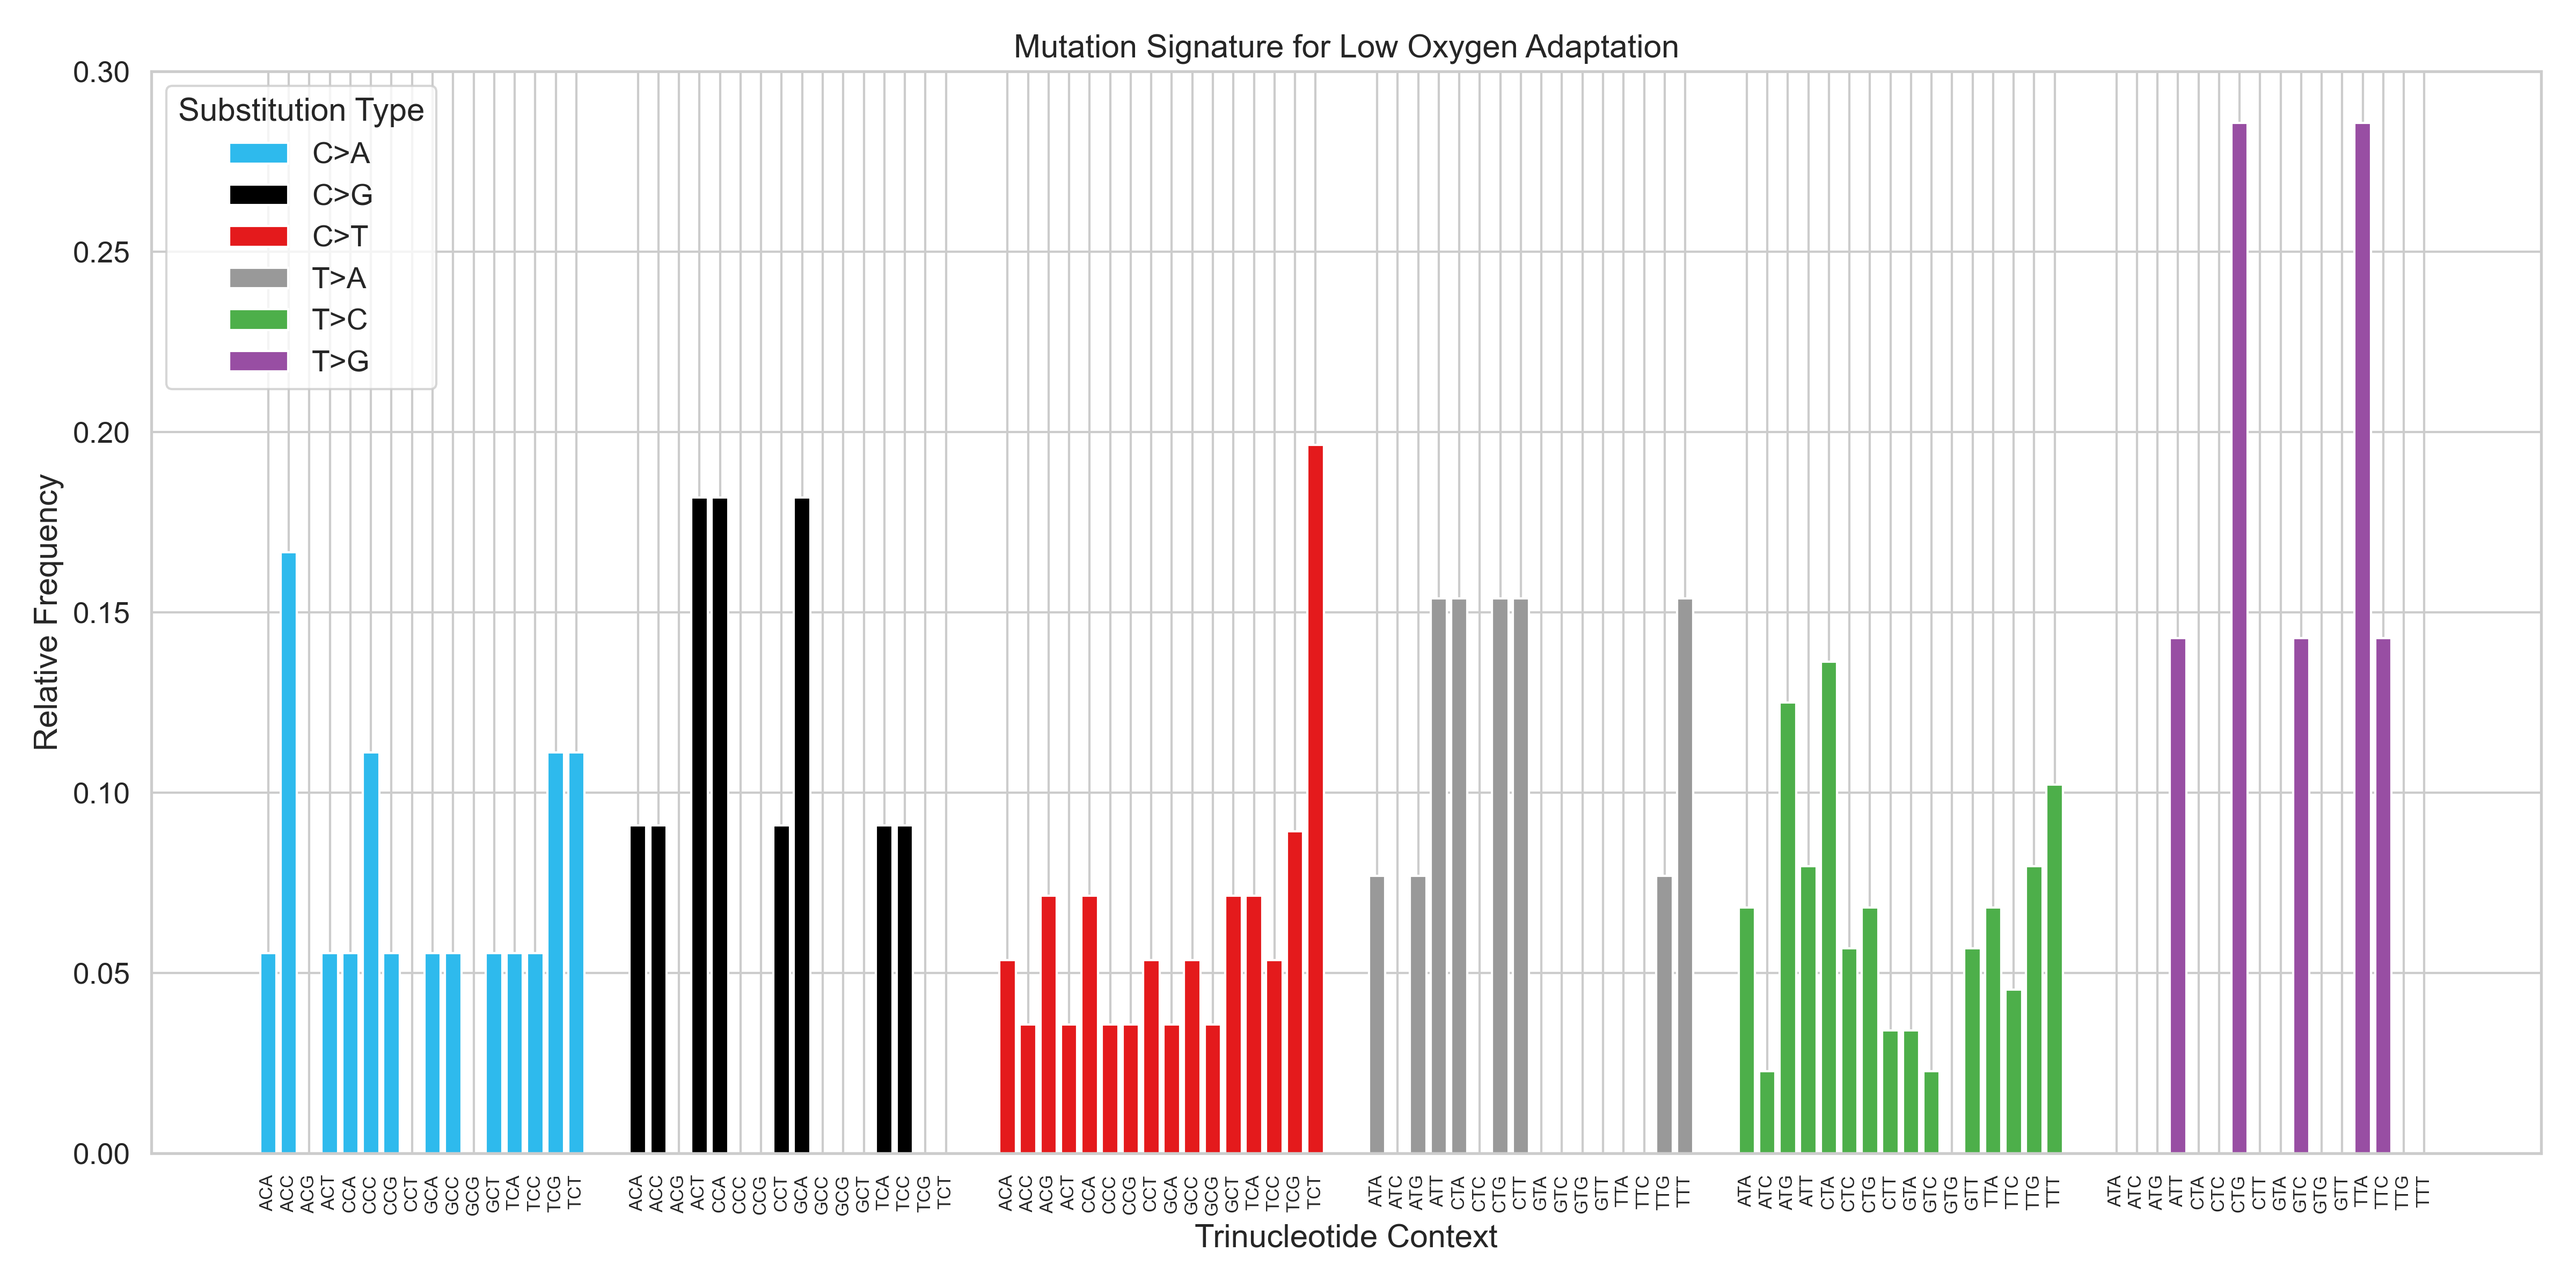 Mutation Signature for Low Oxygen Adaptation
0.30
0.25
0.20
0.15
0.10
0.05
0.00
Relative Frequency
Substitution Type
C>A
C>G
C>T
T>A
T>C
T>G
ACA ACC ACG ACT CCA CCC CCG CCT GCA GCC GCG GCT TCA TCC TCG TCT
ACA ACC ACG ACT CCA CCC CCG CCT GCA GCC GCG GCT TCA TCC TCG TCT
ACA ACC ACG ACT CCA CCC CCG CCT GCA GCC GCG GCT TCA TCC TCG TCT
ATA ATC ATG ATT CTA CTC CTG CTT GTA GTC GTG GTT TTA TTC TTG TTT
ATA ATC ATG ATT CTA CTC CTG CTT GTA GTC GTG GTT TTA TTC TTG TTT
ATA ATC ATG ATT CTA CTC CTG CTT GTA GTC GTG GTT TTA TTC TTG TTT
Trinucleotide Context